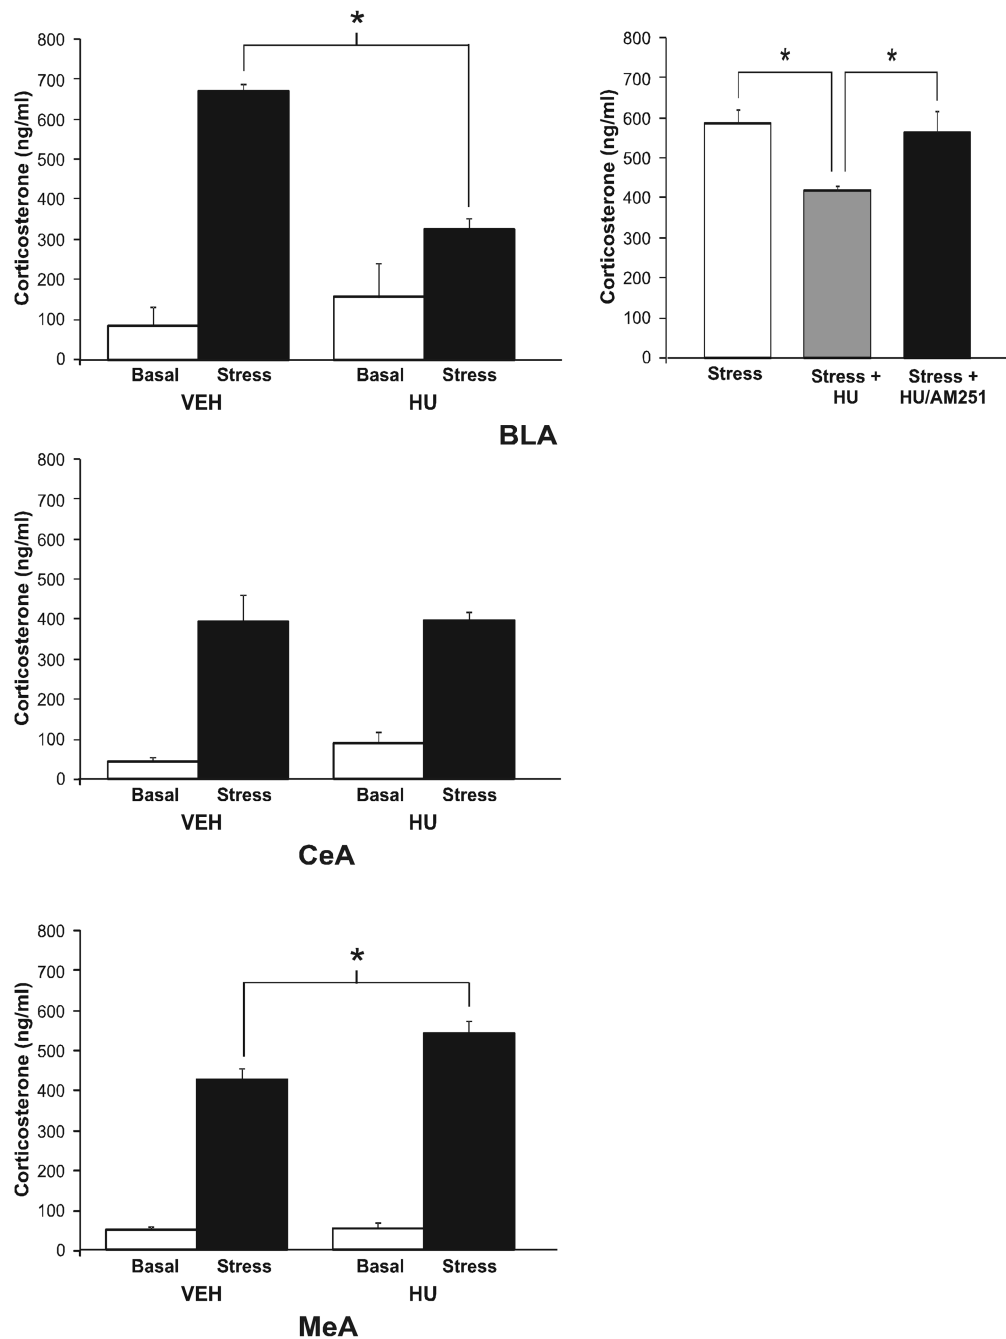 *
800
700
600
500
400
300
200
100
0
Corticosterone (ng/ml)
Basal Stress Basal Stress
VEH HU
* *
800
700
600
500
400
300
200
100
0
Corticosterone (ng/ml)
Stress Stress + Stress +
HU HU/AM251
BLA
800
700
600
500
400
300
200
100
0
Corticosterone (ng/ml)
Basal Stress Basal Stress
VEH HU
CeA
*
800
700
600
500
400
300
200
100
0
Corticosterone (ng/ml)
Basal Stress Basal Stress
VEH HU
MeA